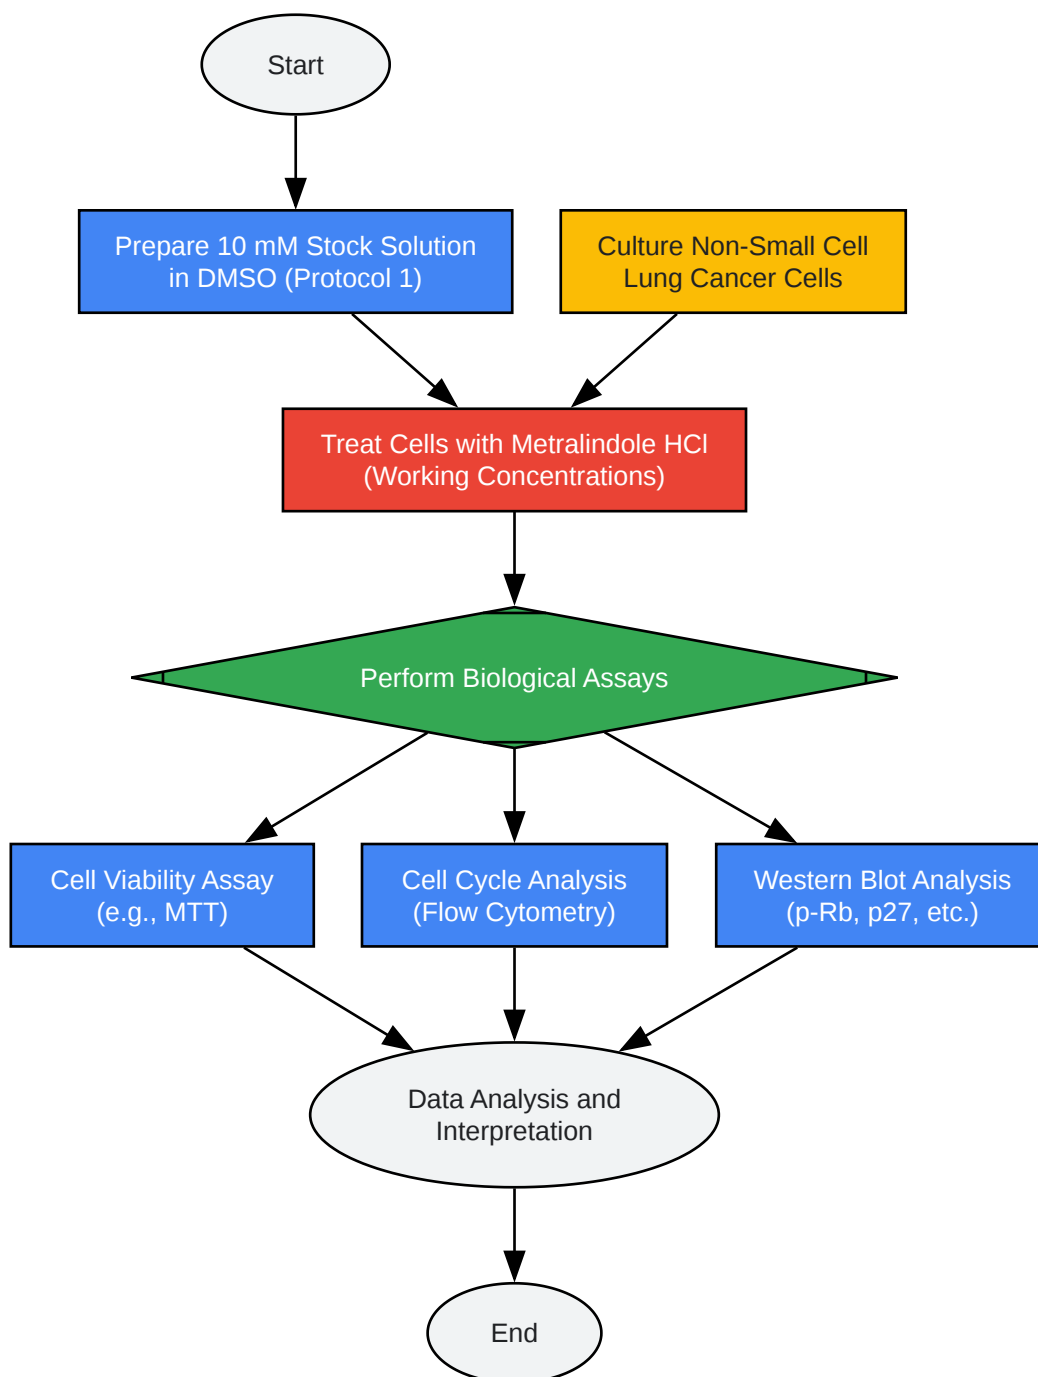 Start
Prepare 10 mM Stock Solution
in DMSO (Protocol 1)
Culture Non-Small Cell
Lung Cancer Cells
Treat Cells with Metralindole HCl
(Working Concentrations)
Perform Biological Assays
Cell Viability Assay
(e.g., MTT)
Cell Cycle Analysis
(Flow Cytometry)
Western Blot Analysis
(p-Rb, p27, etc.)
Data Analysis and
Interpretation
End